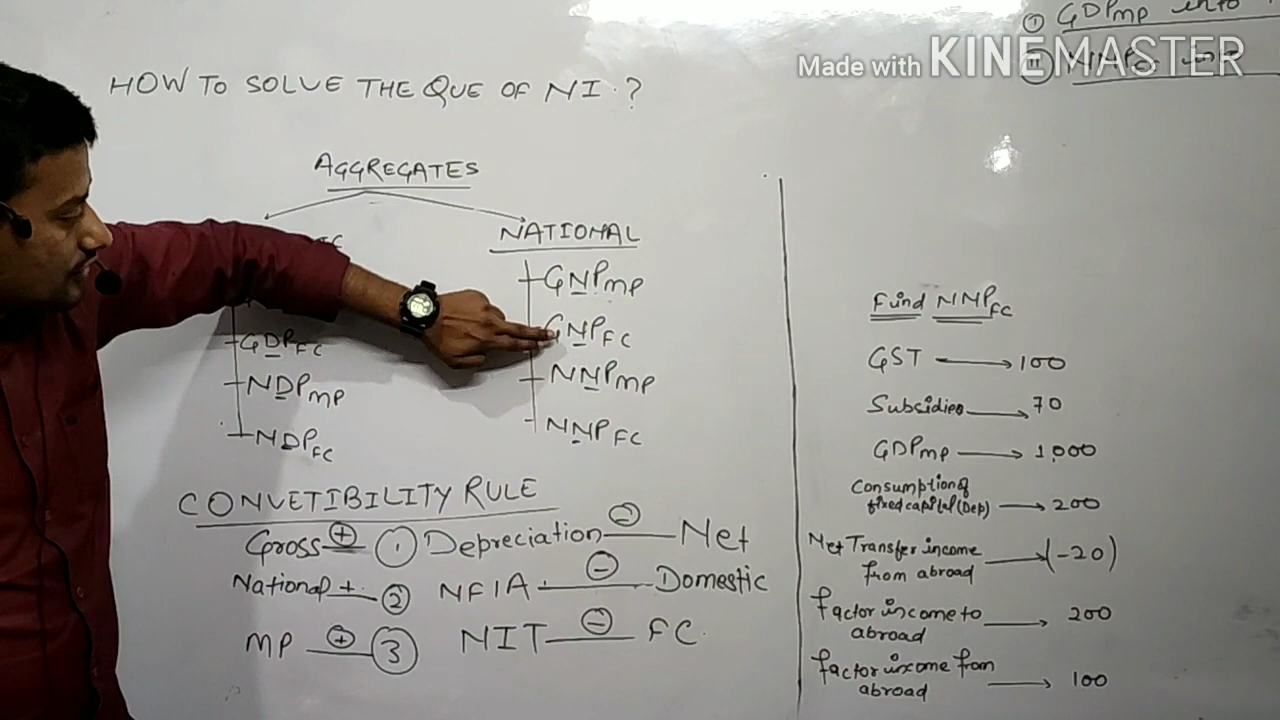 ① GDPMP into
Made with KINEMASTER
HOW TO SOLVE THE QUE OF NI.?
AGGREGATES
NATIONAL
GNPMP
GNPFC
NNPMP
NNPFC
GDPFC
NDPMP
NDPFC
CONVETIBILITY RULE
Gross + ① Depreciation - Net
National + ② NFIA - Domestic
MP + ③ NIT - FC
Find NNPFC
GST → 100
Subsidies → 70
GDPMP → 1,000
Consumption of
fixed capital (Dep) → 200
Net Transfer income
from abroad → (-20)
factor income to
abroad → 200
factor income from
abroad → 100